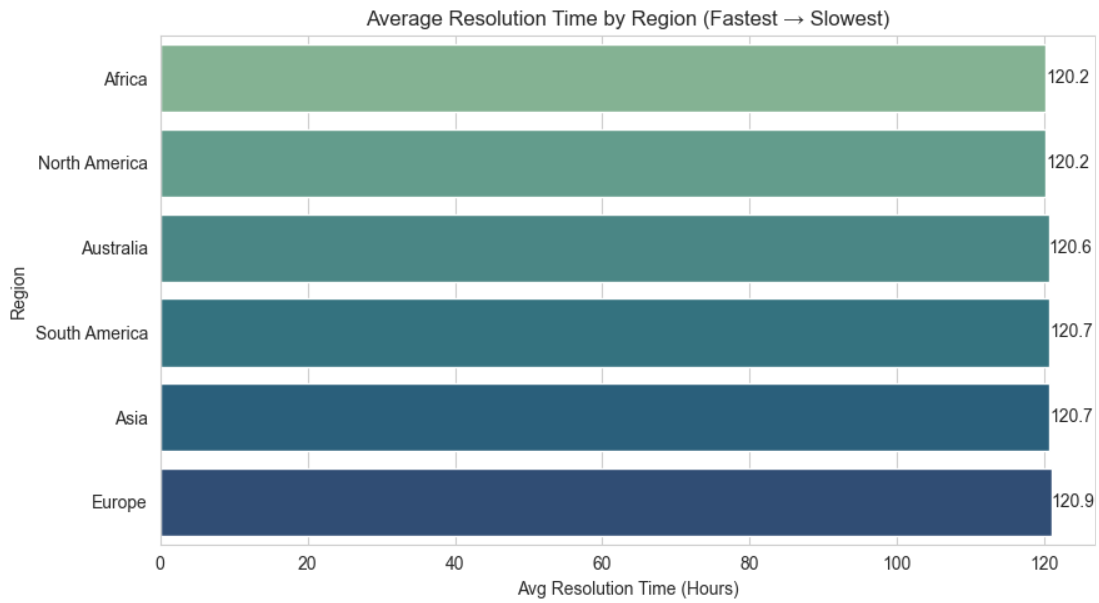 Average Resolution Time by Region (Fastest → Slowest)
Africa 120.2
North America 120.2
Australia 120.6
South America 120.7
Asia 120.7
Europe 120.9
Region
0 20 40 60 80 100 120
Avg Resolution Time (Hours)